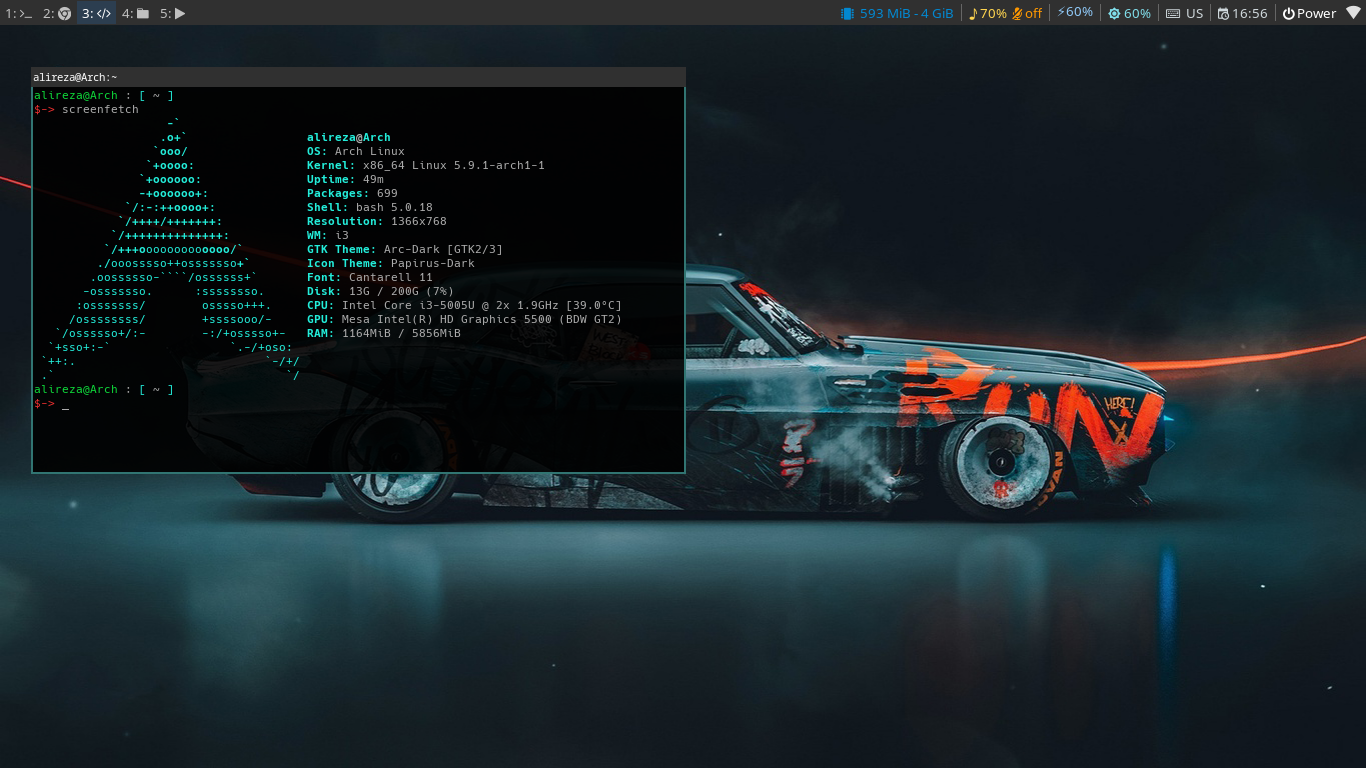 1: 2: 3: 4: 5: 593 MiB - 4 GiB 70% off 60% 60% US 16:56 Power
alireza@Arch:~
alireza@Arch : [ ~ ]
$-> screenfetch
-`
.o+`
`ooo/
`+oooo:
`+oooooo:
-+oooooo+:
`/:-:++oooo+:
`/++++/+++++++:
`/++++++++++++++:
`/+++ooooooooooooo/`
./ooosssso++osssssso+`
.oossssso-````/ossssss+`
-osssssso. :ssssssso.
:osssssss/ osssso+++.
/ossssssss/ +ssssooo/-
`/ossssso+/:- -:/+osssso+-
`+sso+:-` `.-/+oso:
`++:. `-/+/
.` `/
alireza@Arch
OS: Arch Linux
Kernel: x86_64 Linux 5.9.1-arch1-1
Uptime: 49m
Packages: 699
Shell: bash 5.0.18
Resolution: 1366x768
WM: i3
GTK Theme: Arc-Dark [GTK2/3]
Icon Theme: Papirus-Dark
Font: Cantarell 11
Disk: 13G / 200G (7%)
CPU: Intel Core i3-5005U @ 2x 1.9GHz [39.0°C]
GPU: Mesa Intel(R) HD Graphics 5500 (BDW GT2)
RAM: 1164MiB / 5856MiB
alireza@Arch : [ ~ ]
$-> _
RUN
HERE!